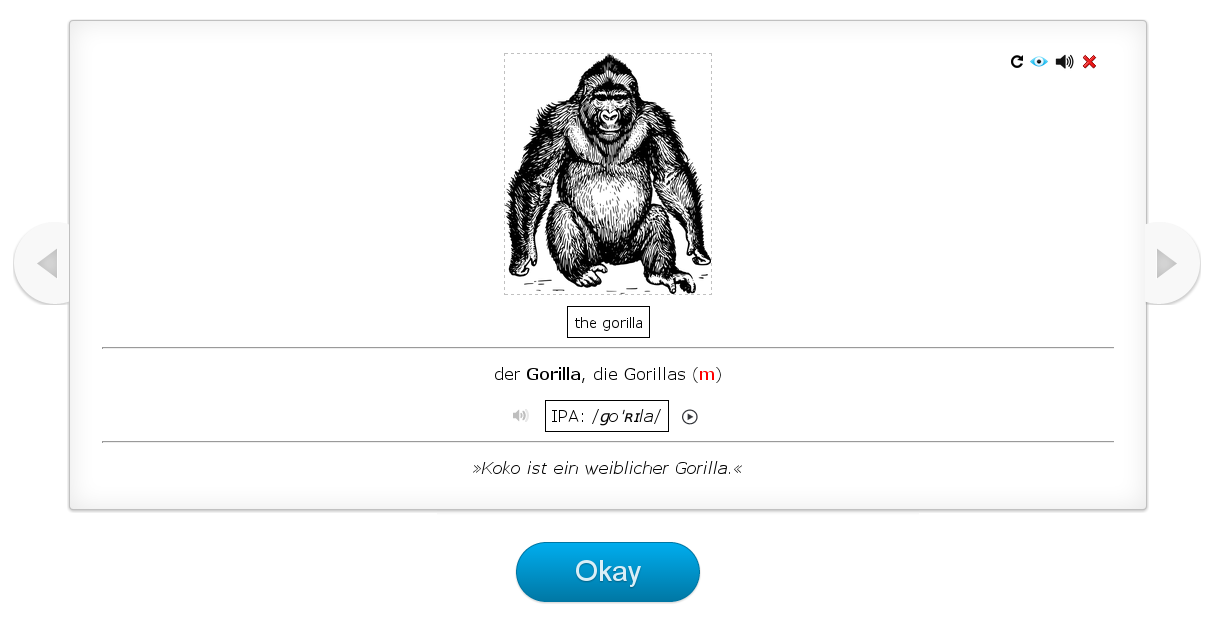 the gorilla
der Gorilla, die Gorillas (m)
IPA: /ɡoˈʀɪla/
»Koko ist ein weiblicher Gorilla.«
Okay